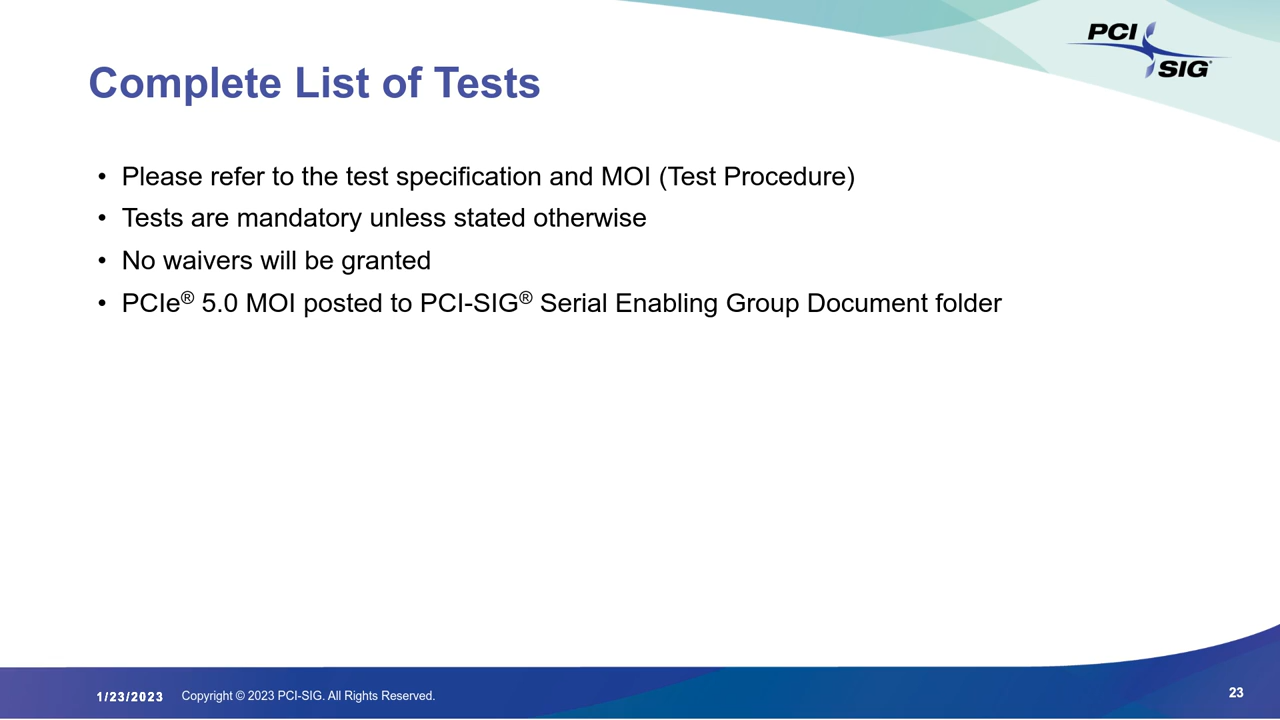 PCI
SIG®
Complete List of Tests
• Please refer to the test specification and MOI (Test Procedure)
• Tests are mandatory unless stated otherwise
• No waivers will be granted
• PCIe® 5.0 MOI posted to PCI-SIG® Serial Enabling Group Document folder
1/23/2023 Copyright © 2023 PCI-SIG. All Rights Reserved. 23